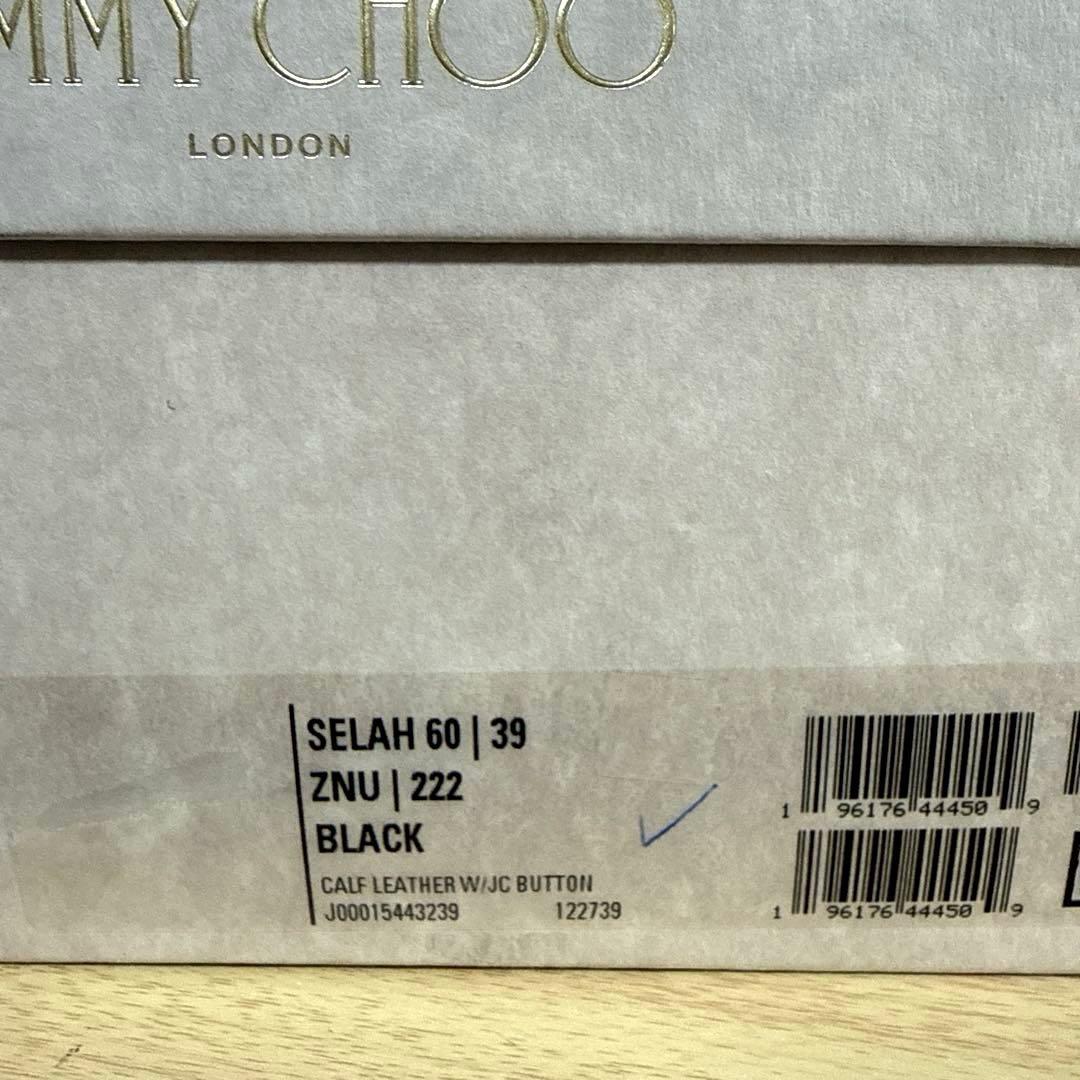 MMY CHOO
LONDON
SELAH 60 | 39
ZNU | 222
BLACK
CALF LEATHER W/JC BUTTON
J00015443239 122739
1 96176 44450 9
1 96176 44450 9